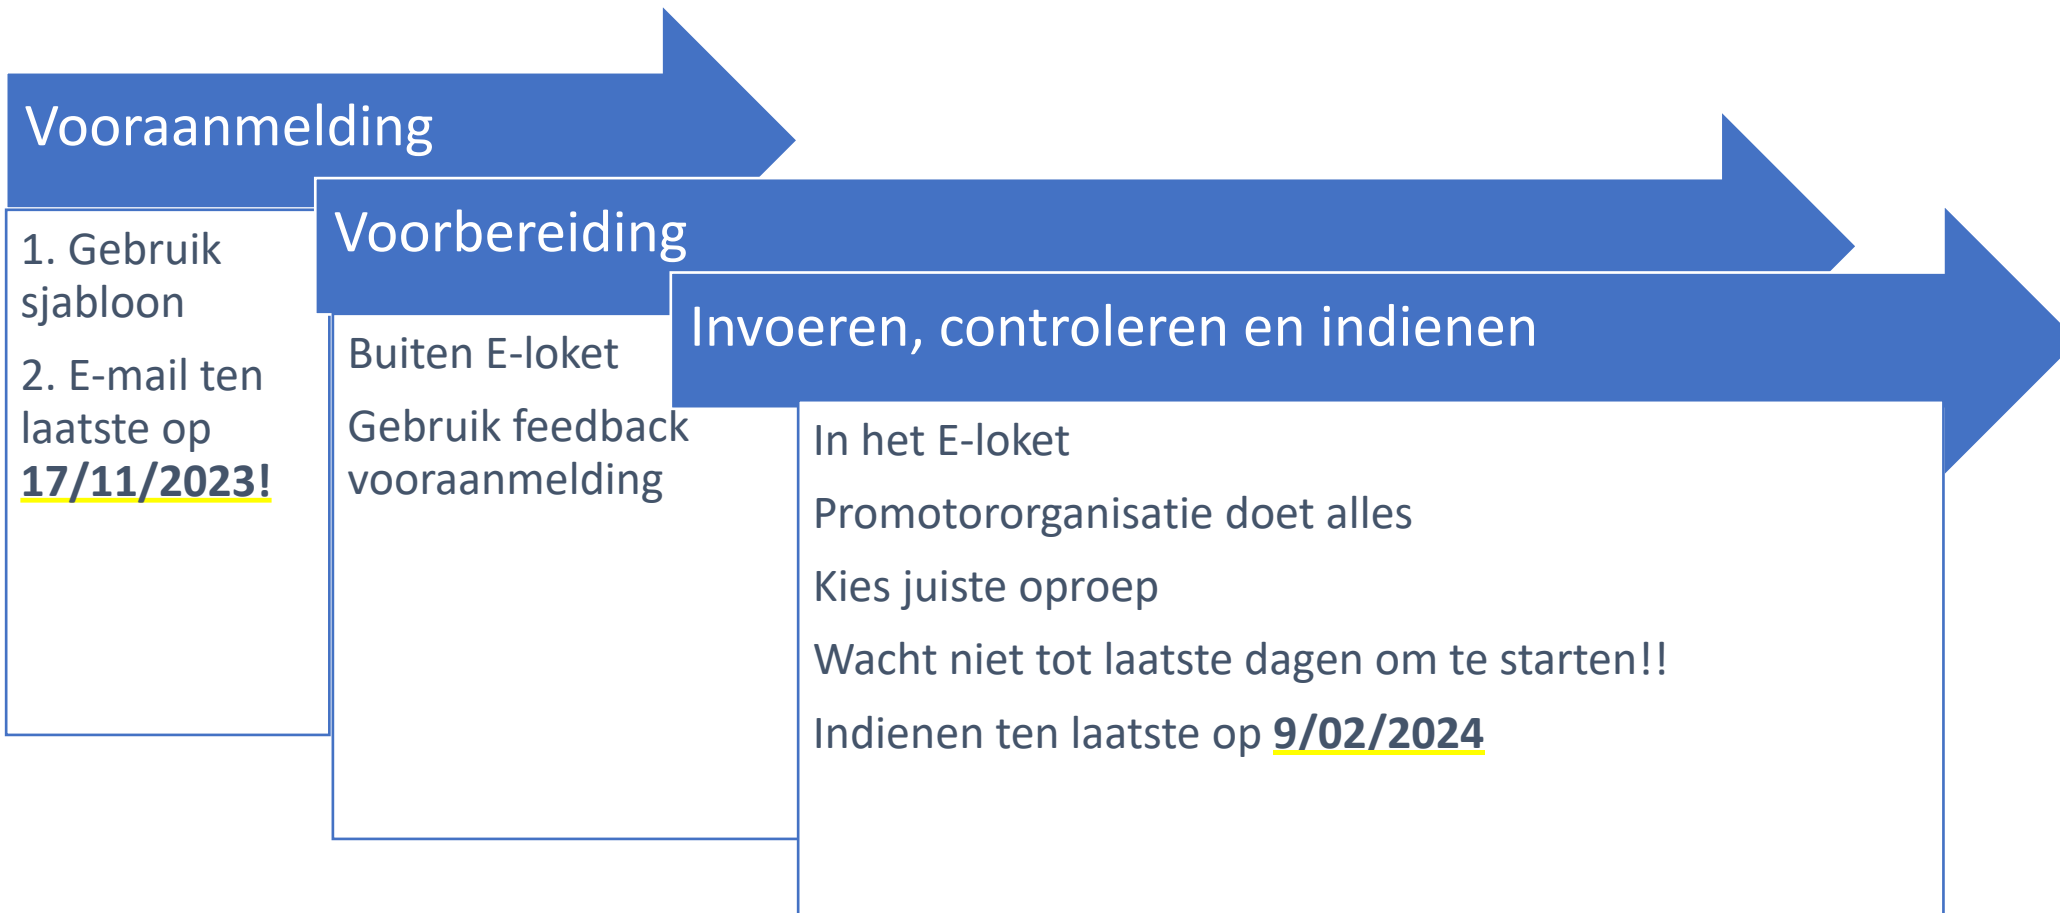 Vooraanmelding
1. Gebruik
sjabloon
2. E-mail ten
laatste op
17/11/2023!
Voorbereiding
Buiten E-loket
Gebruik feedback
vooraanmelding
Invoeren, controleren en indienen
In het E-loket
Promotororganisatie doet alles
Kies juiste oproep
Wacht niet tot laatste dagen om te starten!!
Indienen ten laatste op 9/02/2024